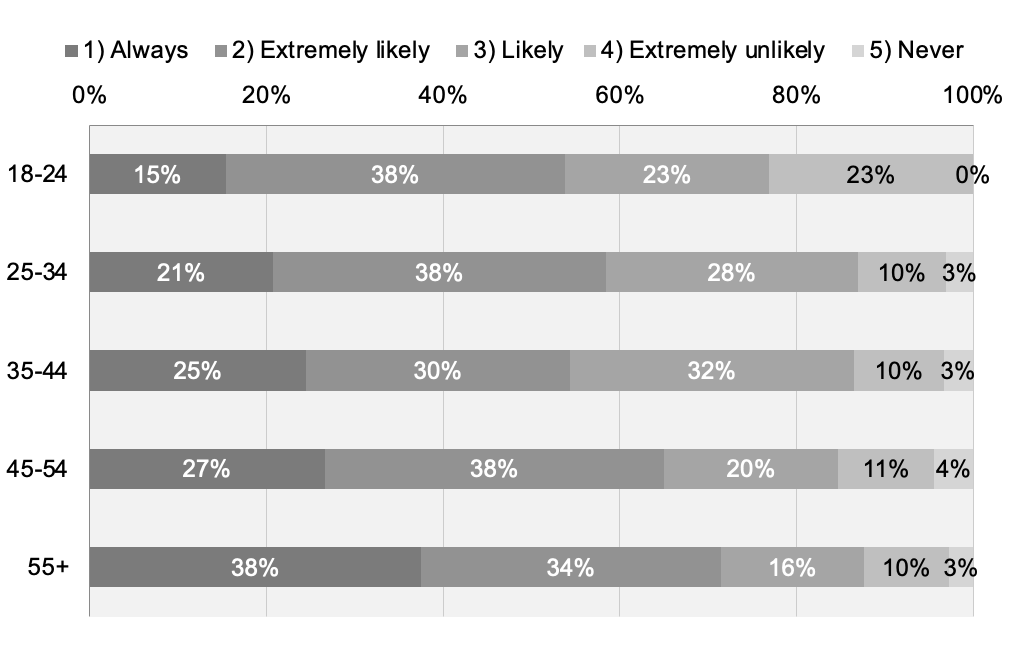 1) Always 2) Extremely likely 3) Likely 4) Extremely unlikely 5) Never
0% 20% 40% 60% 80% 100%
18-24 15% 38% 23% 23% 0%
25-34 21% 38% 28% 10% 3%
35-44 25% 30% 32% 10% 3%
45-54 27% 38% 20% 11% 4%
55+ 38% 34% 16% 10% 3%